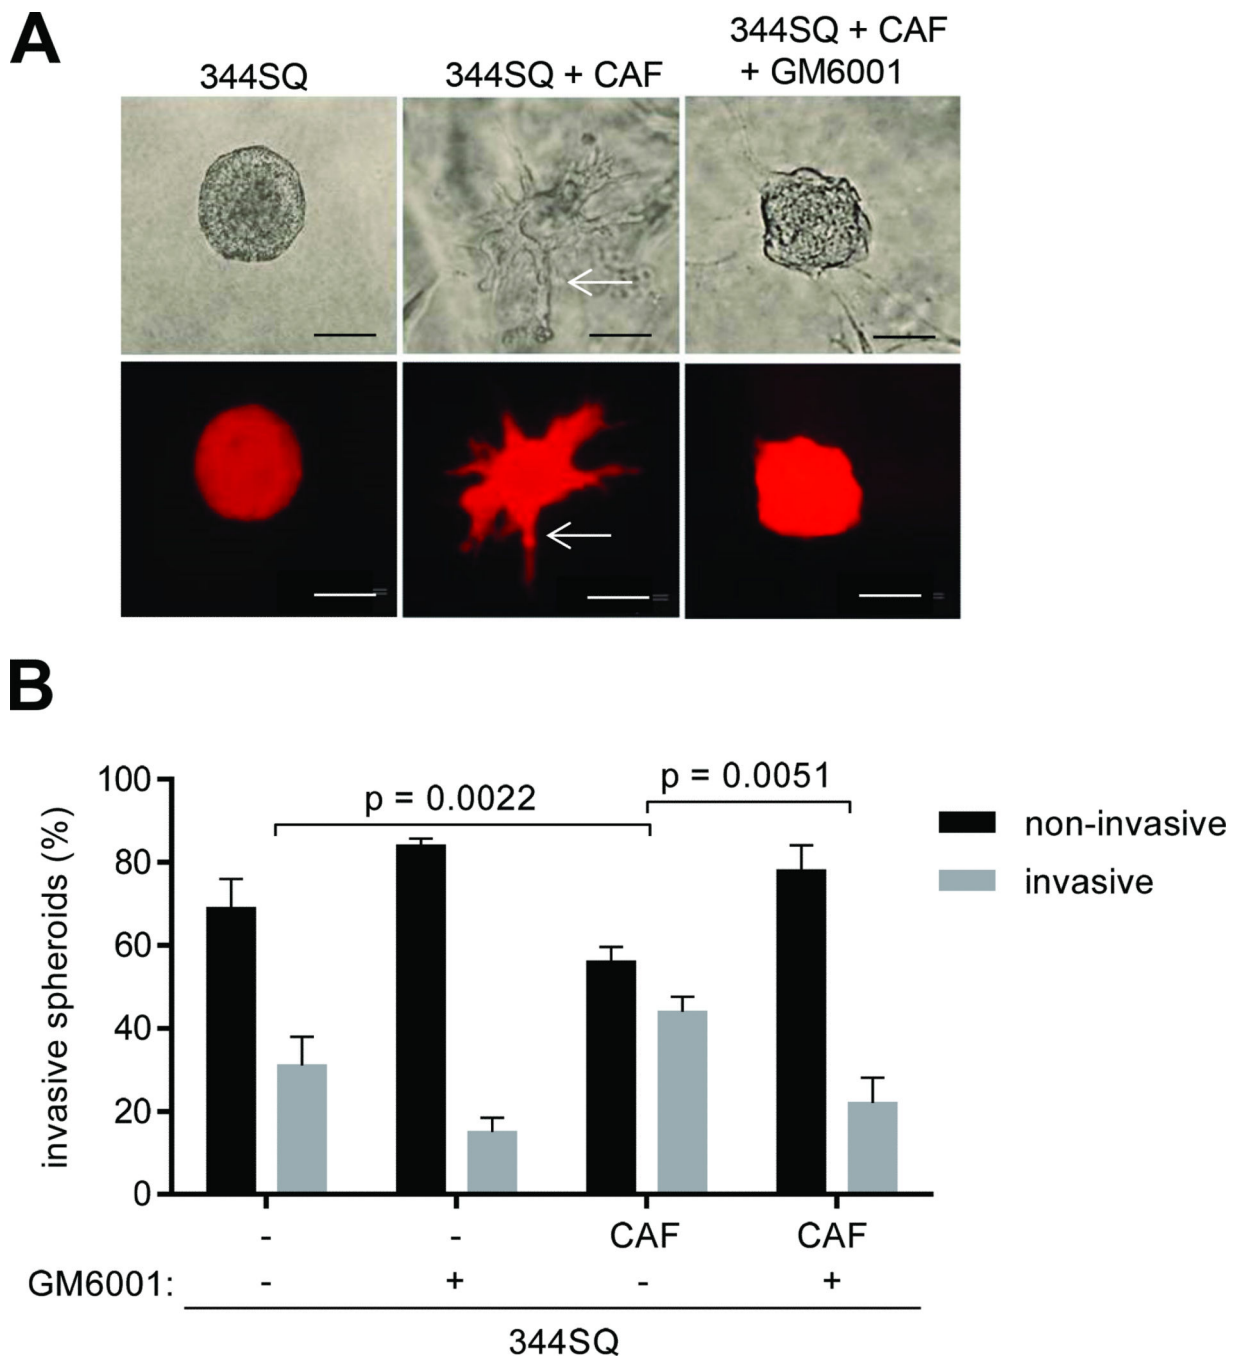 A
344SQ
344SQ + CAF
344SQ + CAF
+ GM6001
B
p = 0.0022
p = 0.0051
non-invasive
invasive
invasive spheroids (%)
100
80
60
40
20
0
- - CAF CAF
GM6001: - + - +
344SQ